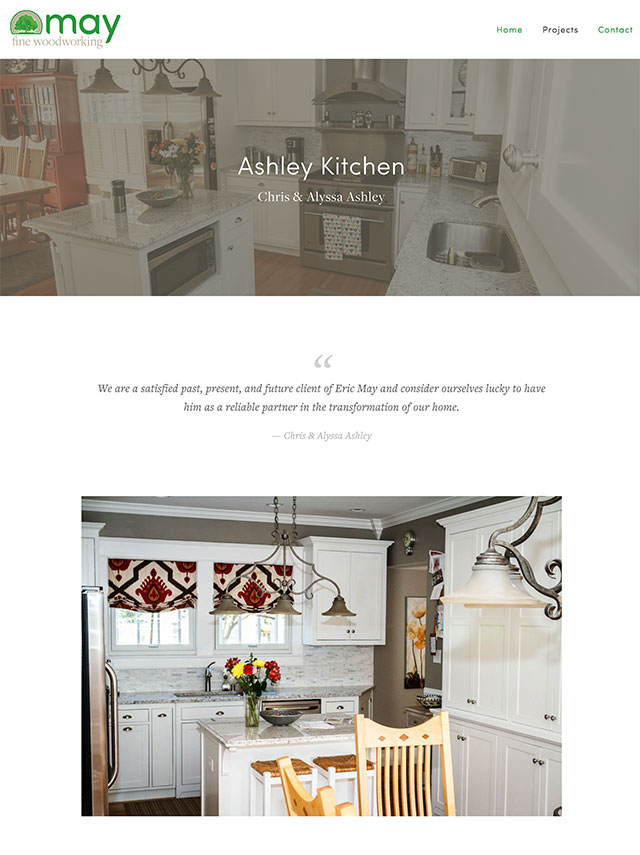 may
fine woodworking
Home Projects Contact
Ashley Kitchen
Chris & Alyssa Ashley
“
We are a satisfied past, present, and future client of Eric May and consider ourselves lucky to have
him as a reliable partner in the transformation of our home.
— Chris & Alyssa Ashley